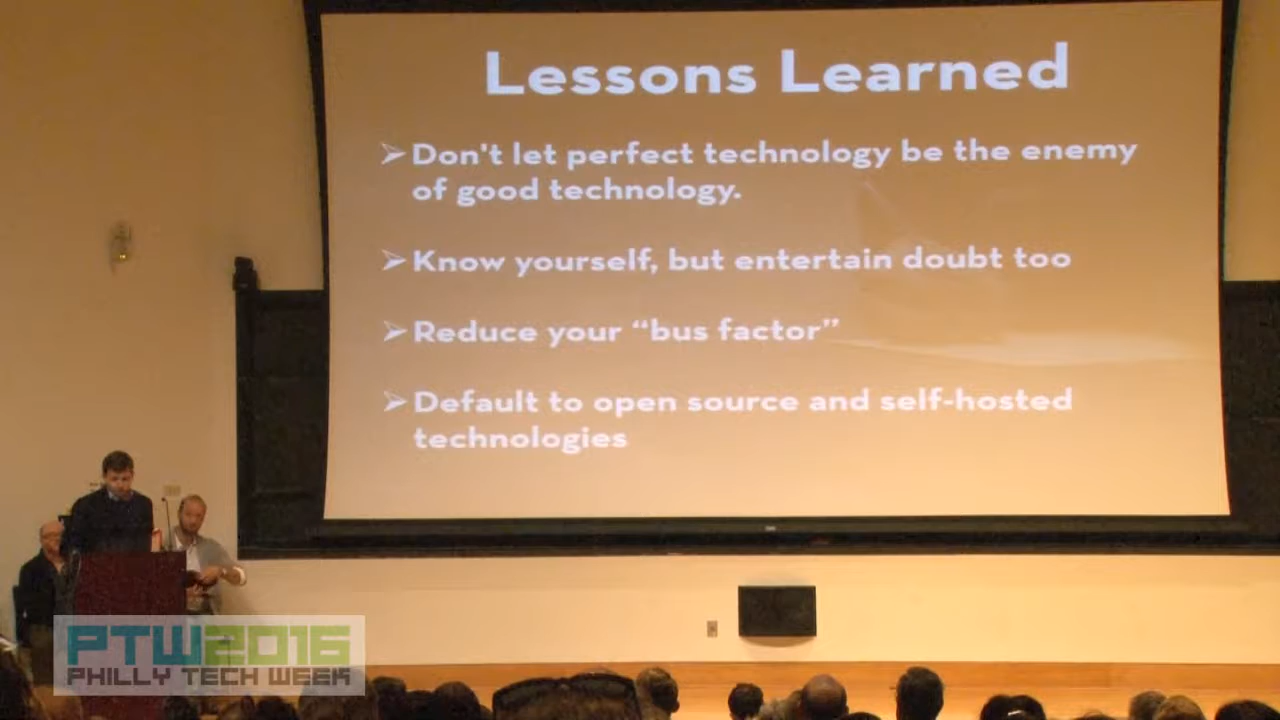 Lessons Learned
➢Don't let perfect technology be the enemy
of good technology.
➢Know yourself, but entertain doubt too
➢Reduce your “bus factor”
➢Default to open source and self-hosted
technologies
PTW2016
PHILLY TECH WEEK